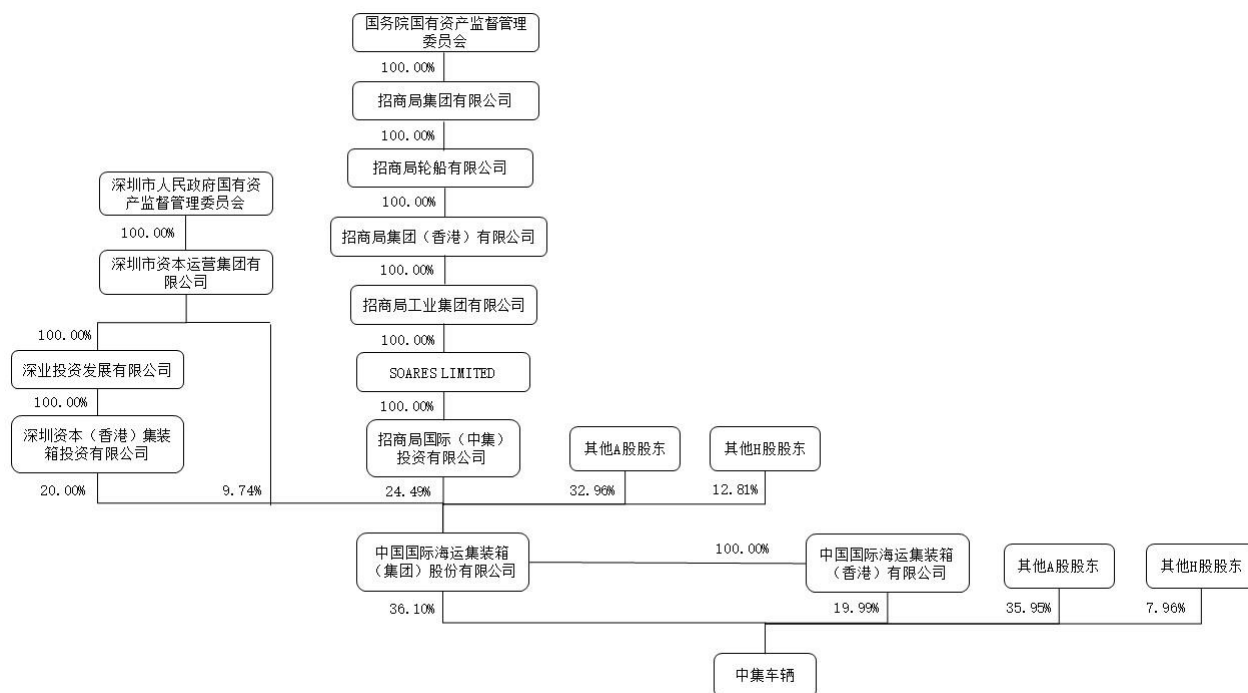 国务院国有资产监督管理
委员会
100.00%
招商局集团有限公司
100.00%
招商局轮船有限公司
深圳市人民政府国有资
产监督管理委员会
100.00%
100.00%
招商局集团（香港）有限公司
深圳市资本运营集团有
限公司
100.00%
招商局工业集团有限公司
100.00%
100.00%
深业投资发展有限公司
SOARES LIMITED
100.00%
100.00%
深圳资本（香港）集装
箱投资有限公司
招商局国际（中集）
投资有限公司
其他A股股东
其他H股股东
20.00%
9.74%
24.49%
32.96%
12.81%
中国国际海运集装箱
（集团）股份有限公司
100.00%
中国国际海运集装箱
（香港）有限公司
其他A股股东
其他H股股东
36.10%
19.99%
35.95%
7.96%
中集车辆